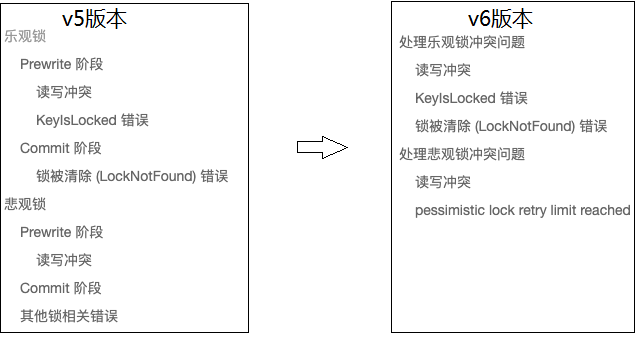 v5版本
乐观锁
Prewrite 阶段
读写冲突
KeyIsLocked 错误
Commit 阶段
锁被清除 (LockNotFound) 错误
悲观锁
Prewrite 阶段
读写冲突
Commit 阶段
其他锁相关错误
v6版本
处理乐观锁冲突问题
读写冲突
KeyIsLocked 错误
锁被清除 (LockNotFound) 错误
处理悲观锁冲突问题
读写冲突
pessimistic lock retry limit reached